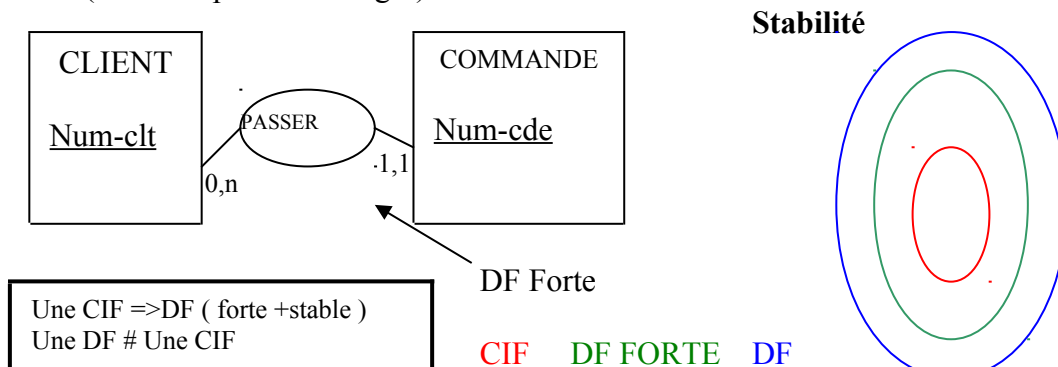 Stabilité
CLIENT
COMMANDE
Num-clt
PASSER
Num-cde
0,n
1,1
DF Forte
Une CIF =>DF ( forte +stable )
Une DF # Une CIF
CIF DF FORTE DF